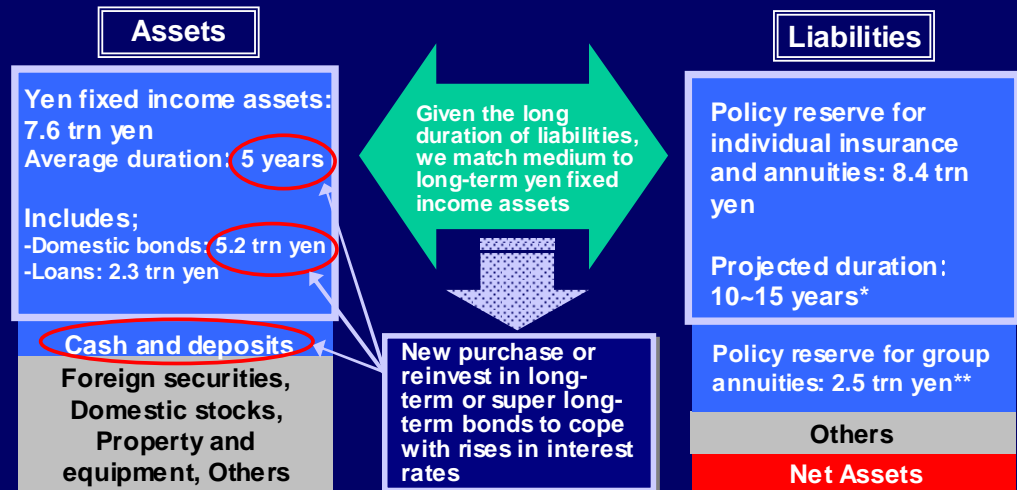 Assets
Yen fixed income assets:
7.6 trn yen
Average duration: 5 years
Includes;
-Domestic bonds: 5.2 trn yen
-Loans: 2.3 trn yen
Cash and deposits
Foreign securities,
Domestic stocks,
Property and
equipment, Others
Given the long
duration of liabilities,
we match medium to
long-term yen fixed
income assets
New purchase or
reinvest in long-
term or super long-
term bonds to cope
with rises in interest
rates
Liabilities
Policy reserve for
individual insurance
and annuities: 8.4 trn
yen
Projected duration:
10~15 years*
Policy reserve for group
annuities: 2.5 trn yen**
Others
Net Assets